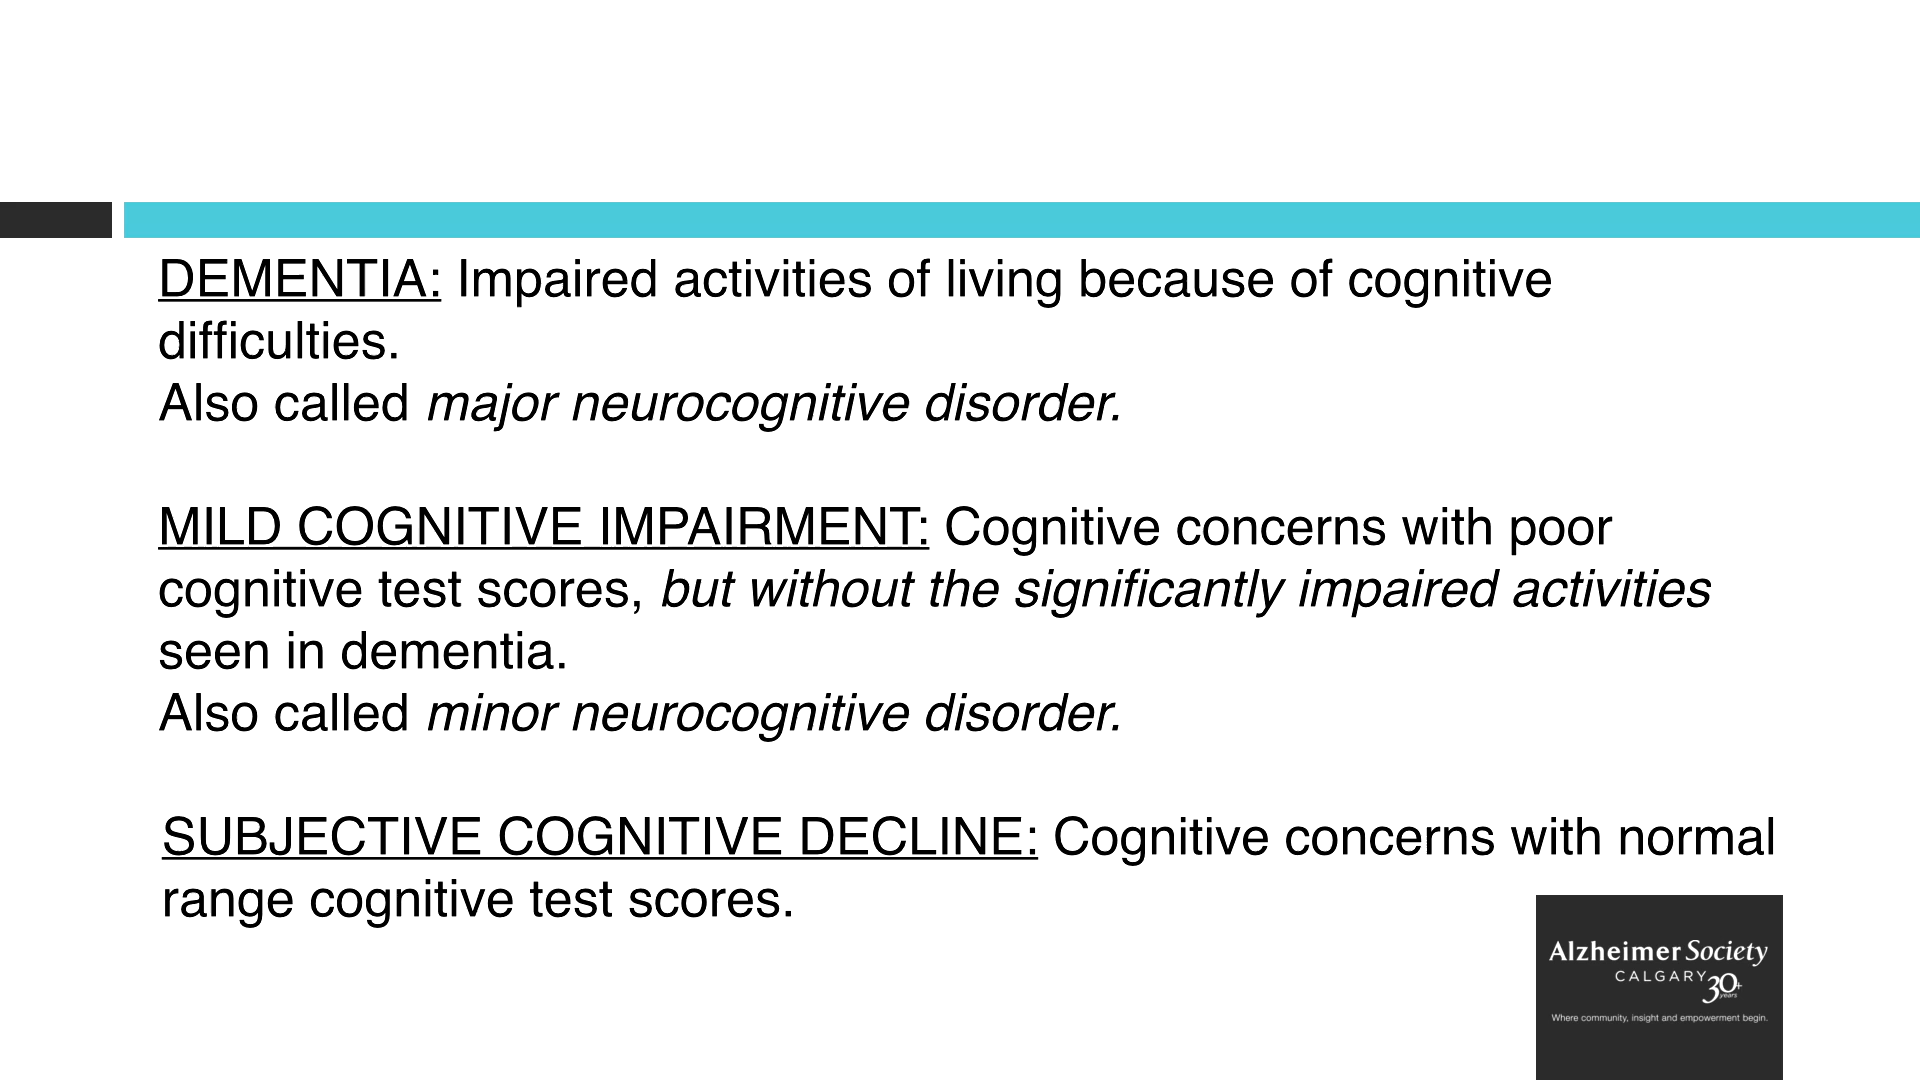 DEMENTIA: Impaired activities of living because of cognitive
difficulties.
Also called major neurocognitive disorder.
MILD COGNITIVE IMPAIRMENT: Cognitive concerns with poor
cognitive test scores, but without the significantly impaired activities
seen in dementia.
Also called minor neurocognitive disorder.
SUBJECTIVE COGNITIVE DECLINE: Cognitive concerns with normal
range cognitive test scores.
Alzheimer Society
CALGARY 30+
years
Where community, insight and empowerment begin.